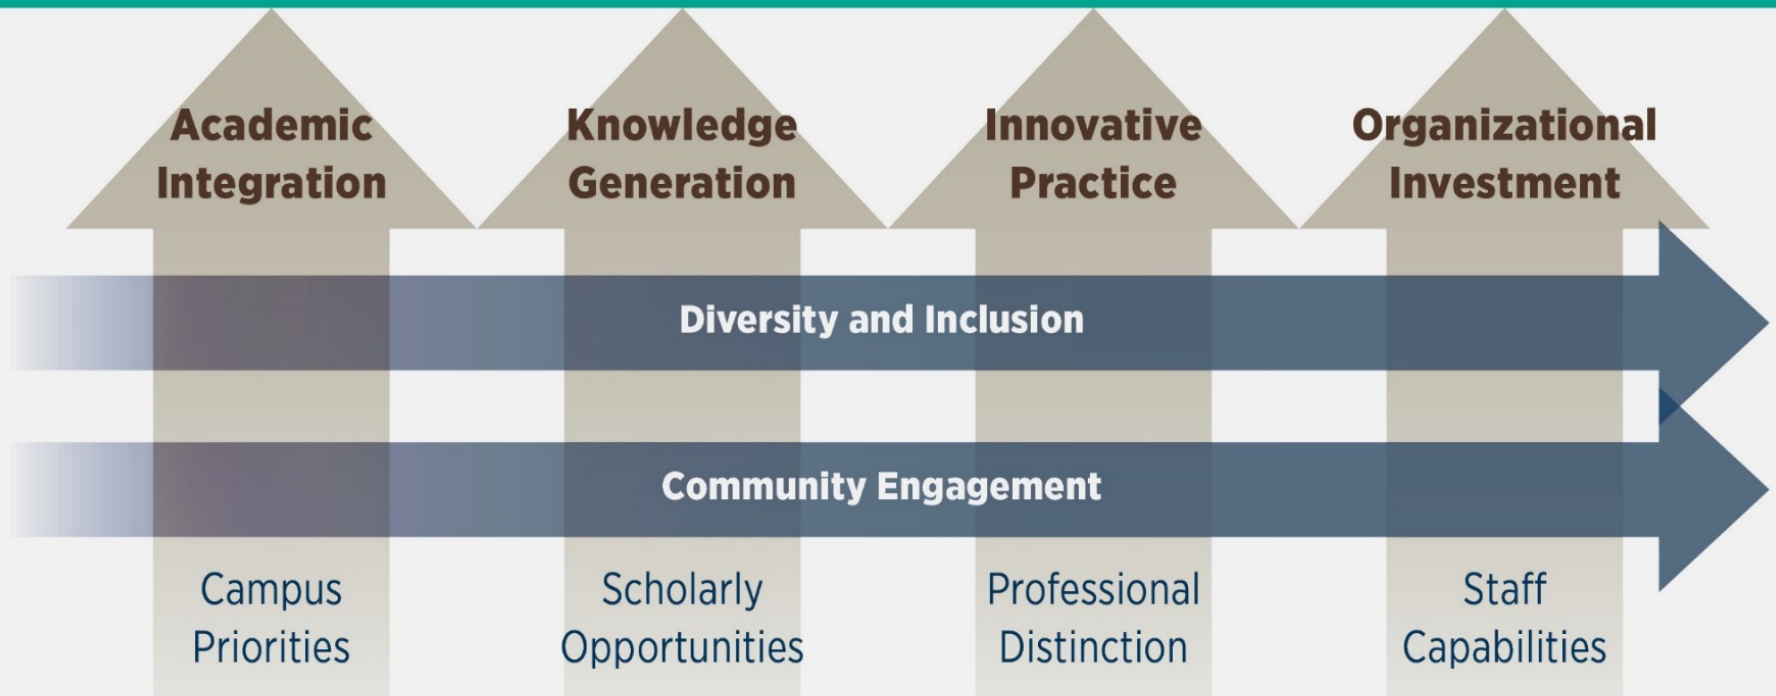 Academic
Integration
Knowledge
Generation
Innovative
Practice
Organizational
Investment
Diversity and Inclusion
Community Engagement
Campus
Priorities
Scholarly
Opportunities
Professional
Distinction
Staff
Capabilities